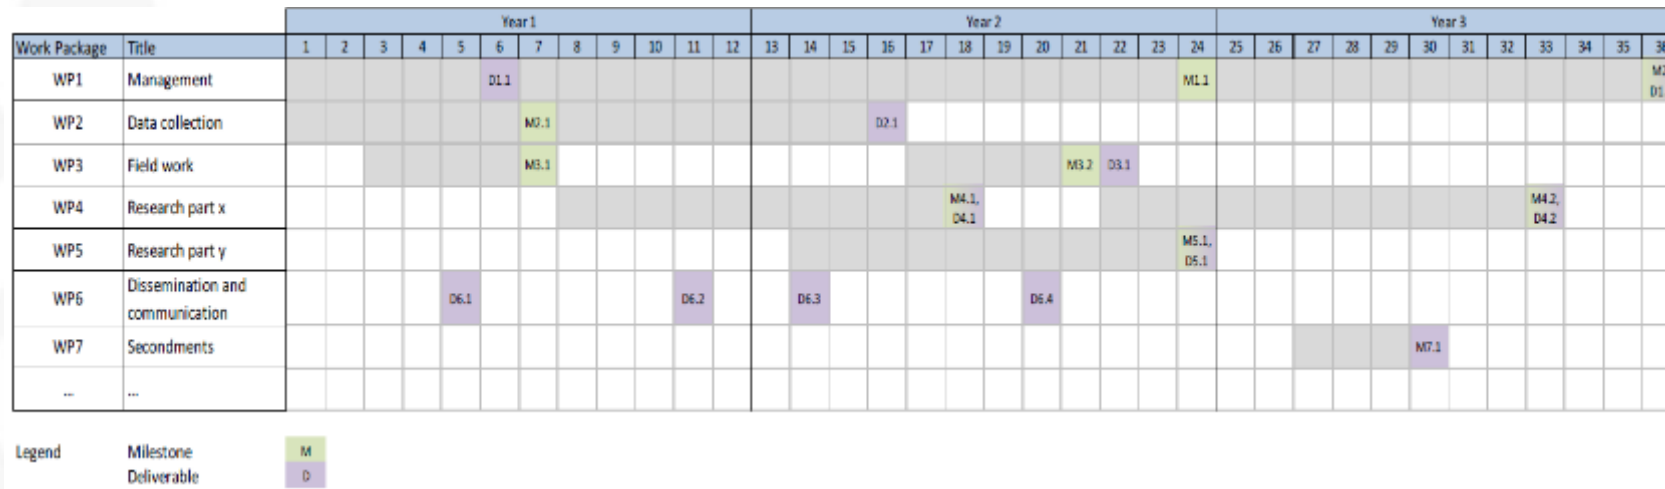 Year 1 Year 2 Year 3
Work Package Title 1 2 3 4 5 6 7 8 9 10 11 12 13 14 15 16 17 18 19 20 21 22 23 24 25 26 27 28 29 30 31 32 33 34 35 36
WP1 Management D1.1 M1.1 M2
D1
WP2 Data collection M2.1 D2.1
WP3 Field work M3.1 M3.2 D3.1
WP4 Research part x M4.1, M4.2,
D4.1 D4.2
WP5 Research part y M5.1,
D5.1
WP6 Dissemination and
communication D6.1 D6.2 D6.3 D6.4
WP7 Secondments M7.1
... ...
Legend Milestone M
Deliverable D